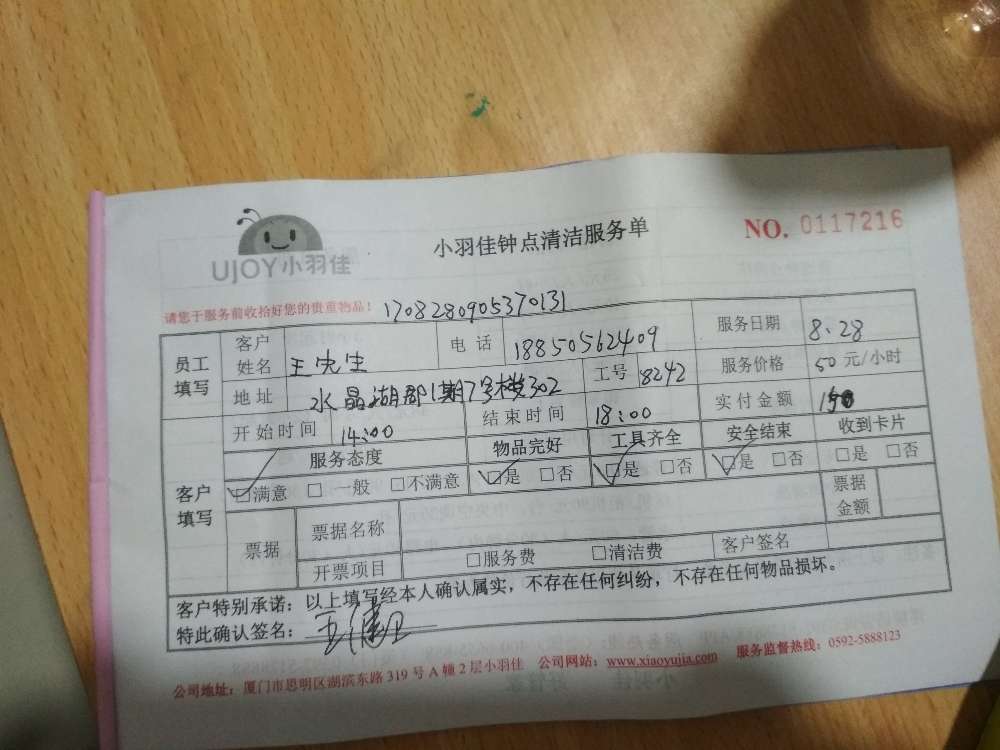 UJOY小羽佳
小羽佳钟点清洁服务单
NO. 0117216
请您于服务前收拾好您的贵重物品！ 1708280905370131
员工填写 客户姓名 王先生 电话 18850562409 服务日期 8.28
地址 水晶湖郡1期7号楼302 工号 8242 服务价格 50元/小时
开始时间 14:00 结束时间 18:00 实付金额
客户填写 服务态度 物品完好 工具齐全 安全结束 收到卡片
☑满意 □一般 □不满意 ☑是 □否 ☑是 □否 ☑是 □否 □是 □否
票据 票据名称 票据金额
开票项目 □服务费 □清洁费 客户签名
客户特别承诺：以上填写经本人确认属实，不存在任何纠纷，不存在任何物品损坏。
特此确认签名：
公司地址：厦门市思明区湖滨东路319号A幢2层小羽佳 公司网站：www.xiaoyujia.com 服务监督热线：0592-5888123